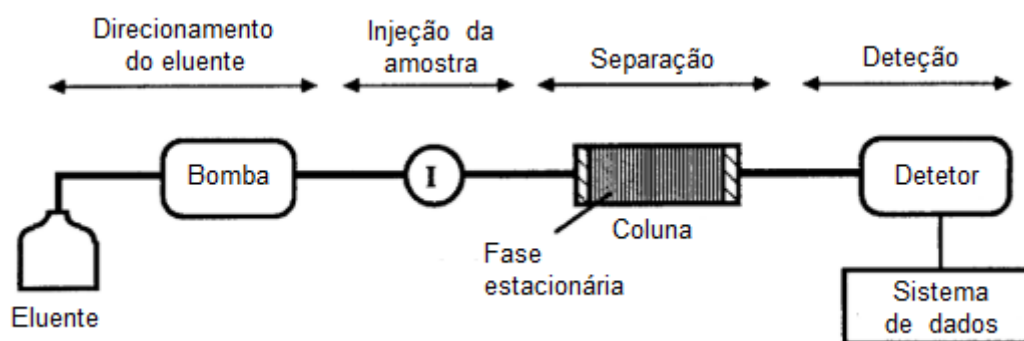 Direcionamento
do eluente
Injeção da
amostra
Separação
Deteção
Bomba
I
Detetor
Coluna
Fase
estacionária
Eluente
Sistema
de dados